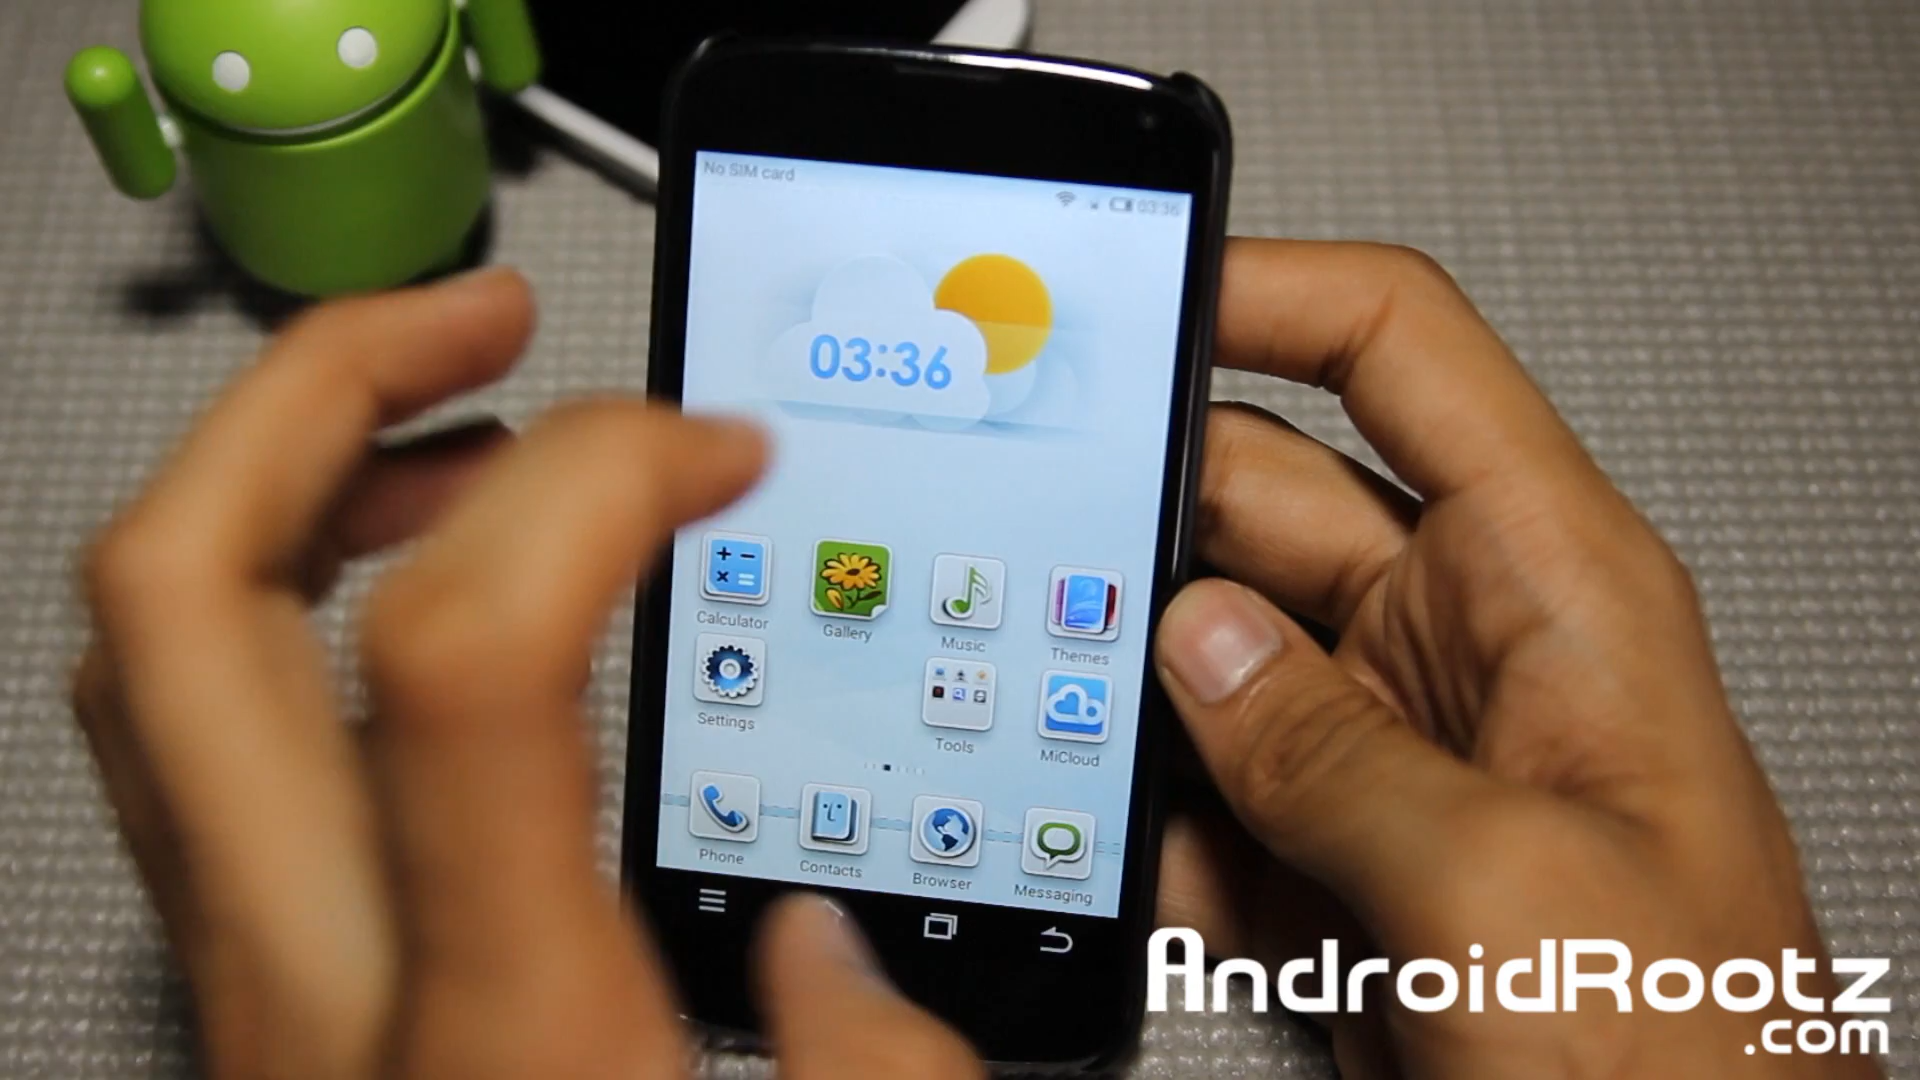 No SIM card
03:36
03:36
Calculator
Gallery
Music
Themes
Settings
Tools
MiCloud
Phone
Contacts
Browser
Messaging
AndroidRootz
.com